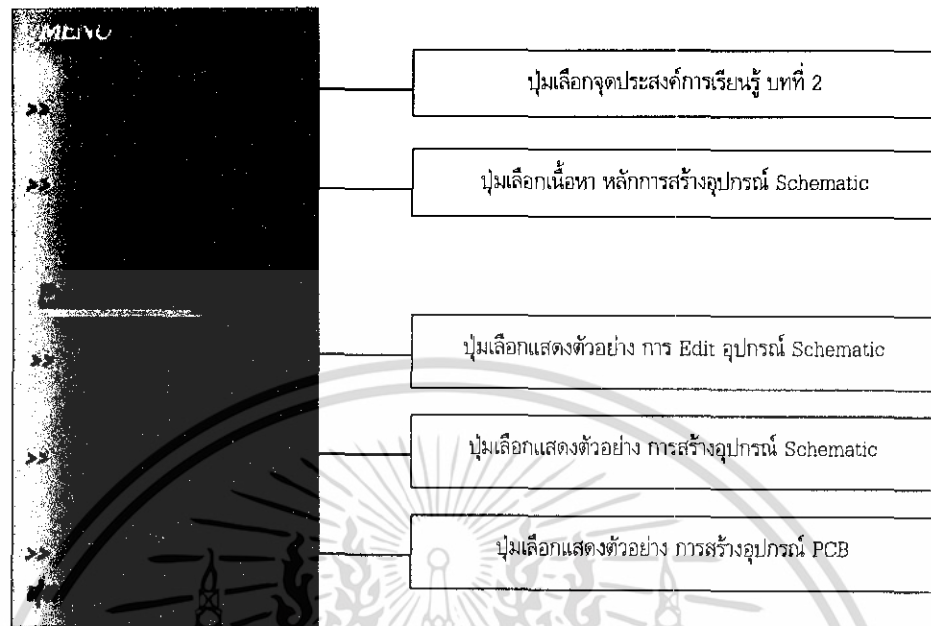 MENU
ปุ่มเลือกจุดประสงค์การเรียนรู้ บทที่ 2
ปุ่มเลือกเนื้อหา หลักการสร้างอุปกรณ์ Schematic
ปุ่มเลือกแสดงตัวอย่าง การ Edit อุปกรณ์ Schematic
ปุ่มเลือกแสดงตัวอย่าง การสร้างอุปกรณ์ Schematic
ปุ่มเลือกแสดงตัวอย่าง การสร้างอุปกรณ์ PCB